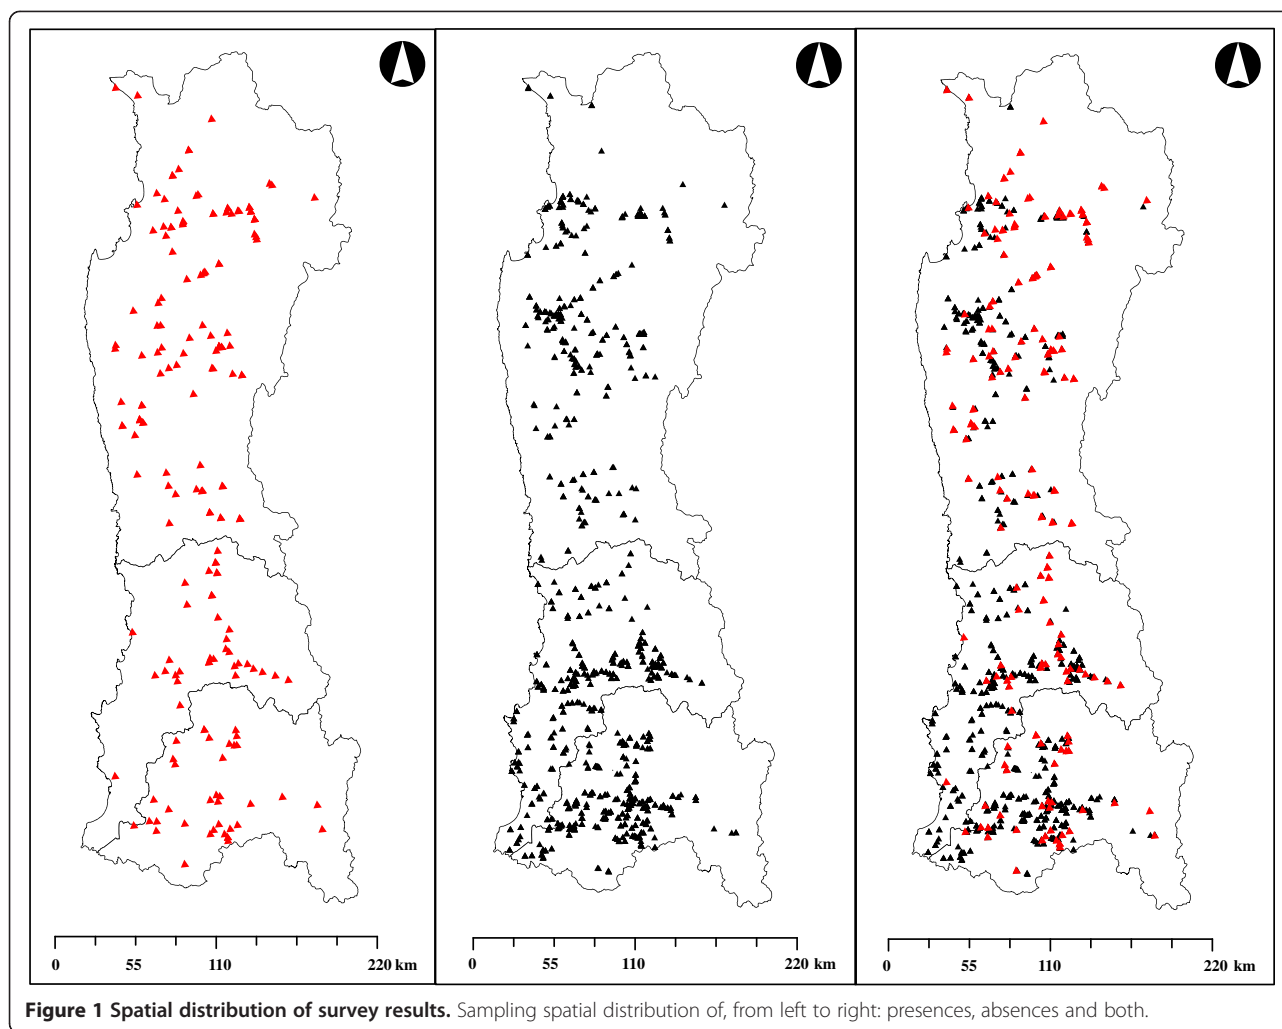 0 55 110 220 km
0 55 110 220 km
0 55 110 220 km
Figure 1 Spatial distribution of survey results. Sampling spatial distribution of, from left to right: presences, absences and both.